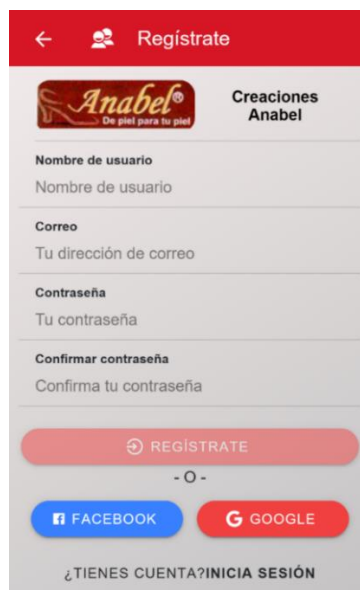 Regístrate
Anabel®
De piel para tu piel
Creaciones
Anabel
Nombre de usuario
Nombre de usuario
Correo
Tu dirección de correo
Contraseña
Tu contraseña
Confirmar contraseña
Confirma tu contraseña
REGÍSTRATE
- O -
FACEBOOK
GOOGLE
¿TIENES CUENTA?INICIA SESIÓN